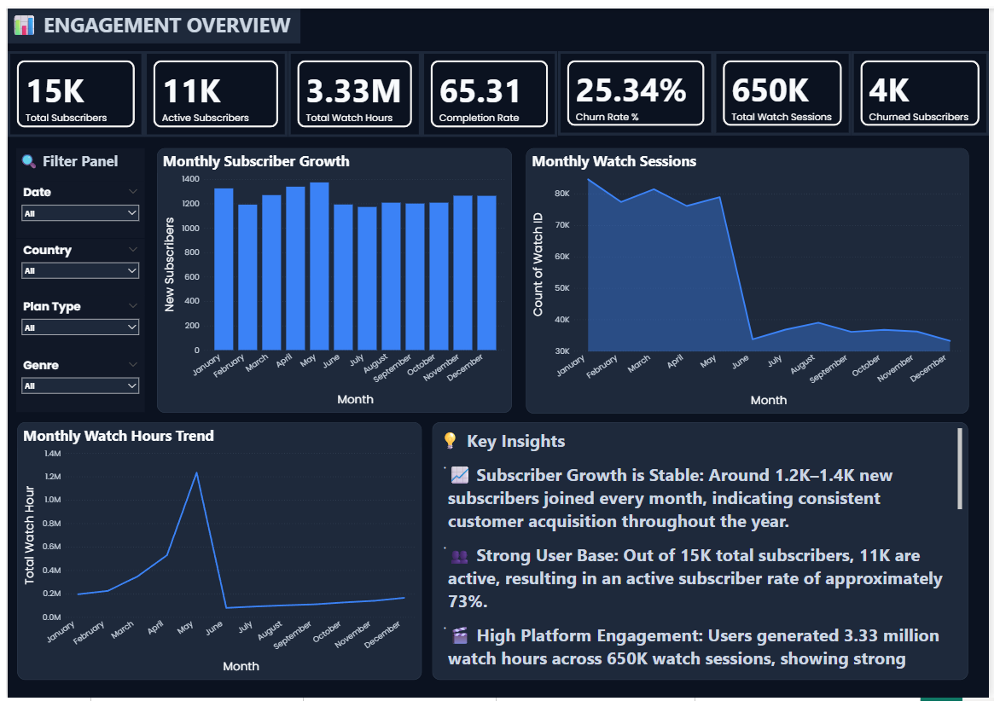 ENGAGEMENT OVERVIEW
15K
Total Subscribers
11K
Active Subscribers
3.33M
Total Watch Hours
65.31
Completion Rate
25.34%
Churn Rate %
650K
Total Watch Sessions
4K
Churned Subscribers
Filter Panel
Date
All
Country
All
Plan Type
All
Genre
All
Monthly Subscriber Growth
New Subscribers
1400
1200
1000
800
600
400
200
0
January
February
March
April
May
June
July
August
September
October
November
December
Month
Monthly Watch Sessions
Count of Watch ID
80K
70K
60K
50K
40K
30K
January
February
March
April
May
June
July
August
September
October
November
December
Month
Monthly Watch Hours Trend
Total Watch Hour
1.4M
1.2M
1.0M
0.8M
0.6M
0.4M
0.2M
0.0M
January
February
March
April
May
June
July
August
September
October
November
December
Month
Key Insights
Subscriber Growth is Stable: Around 1.2K–1.4K new
subscribers joined every month, indicating consistent
customer acquisition throughout the year.
Strong User Base: Out of 15K total subscribers, 11K are
active, resulting in an active subscriber rate of approximately
73%.
High Platform Engagement: Users generated 3.33 million
watch hours across 650K watch sessions, showing strong